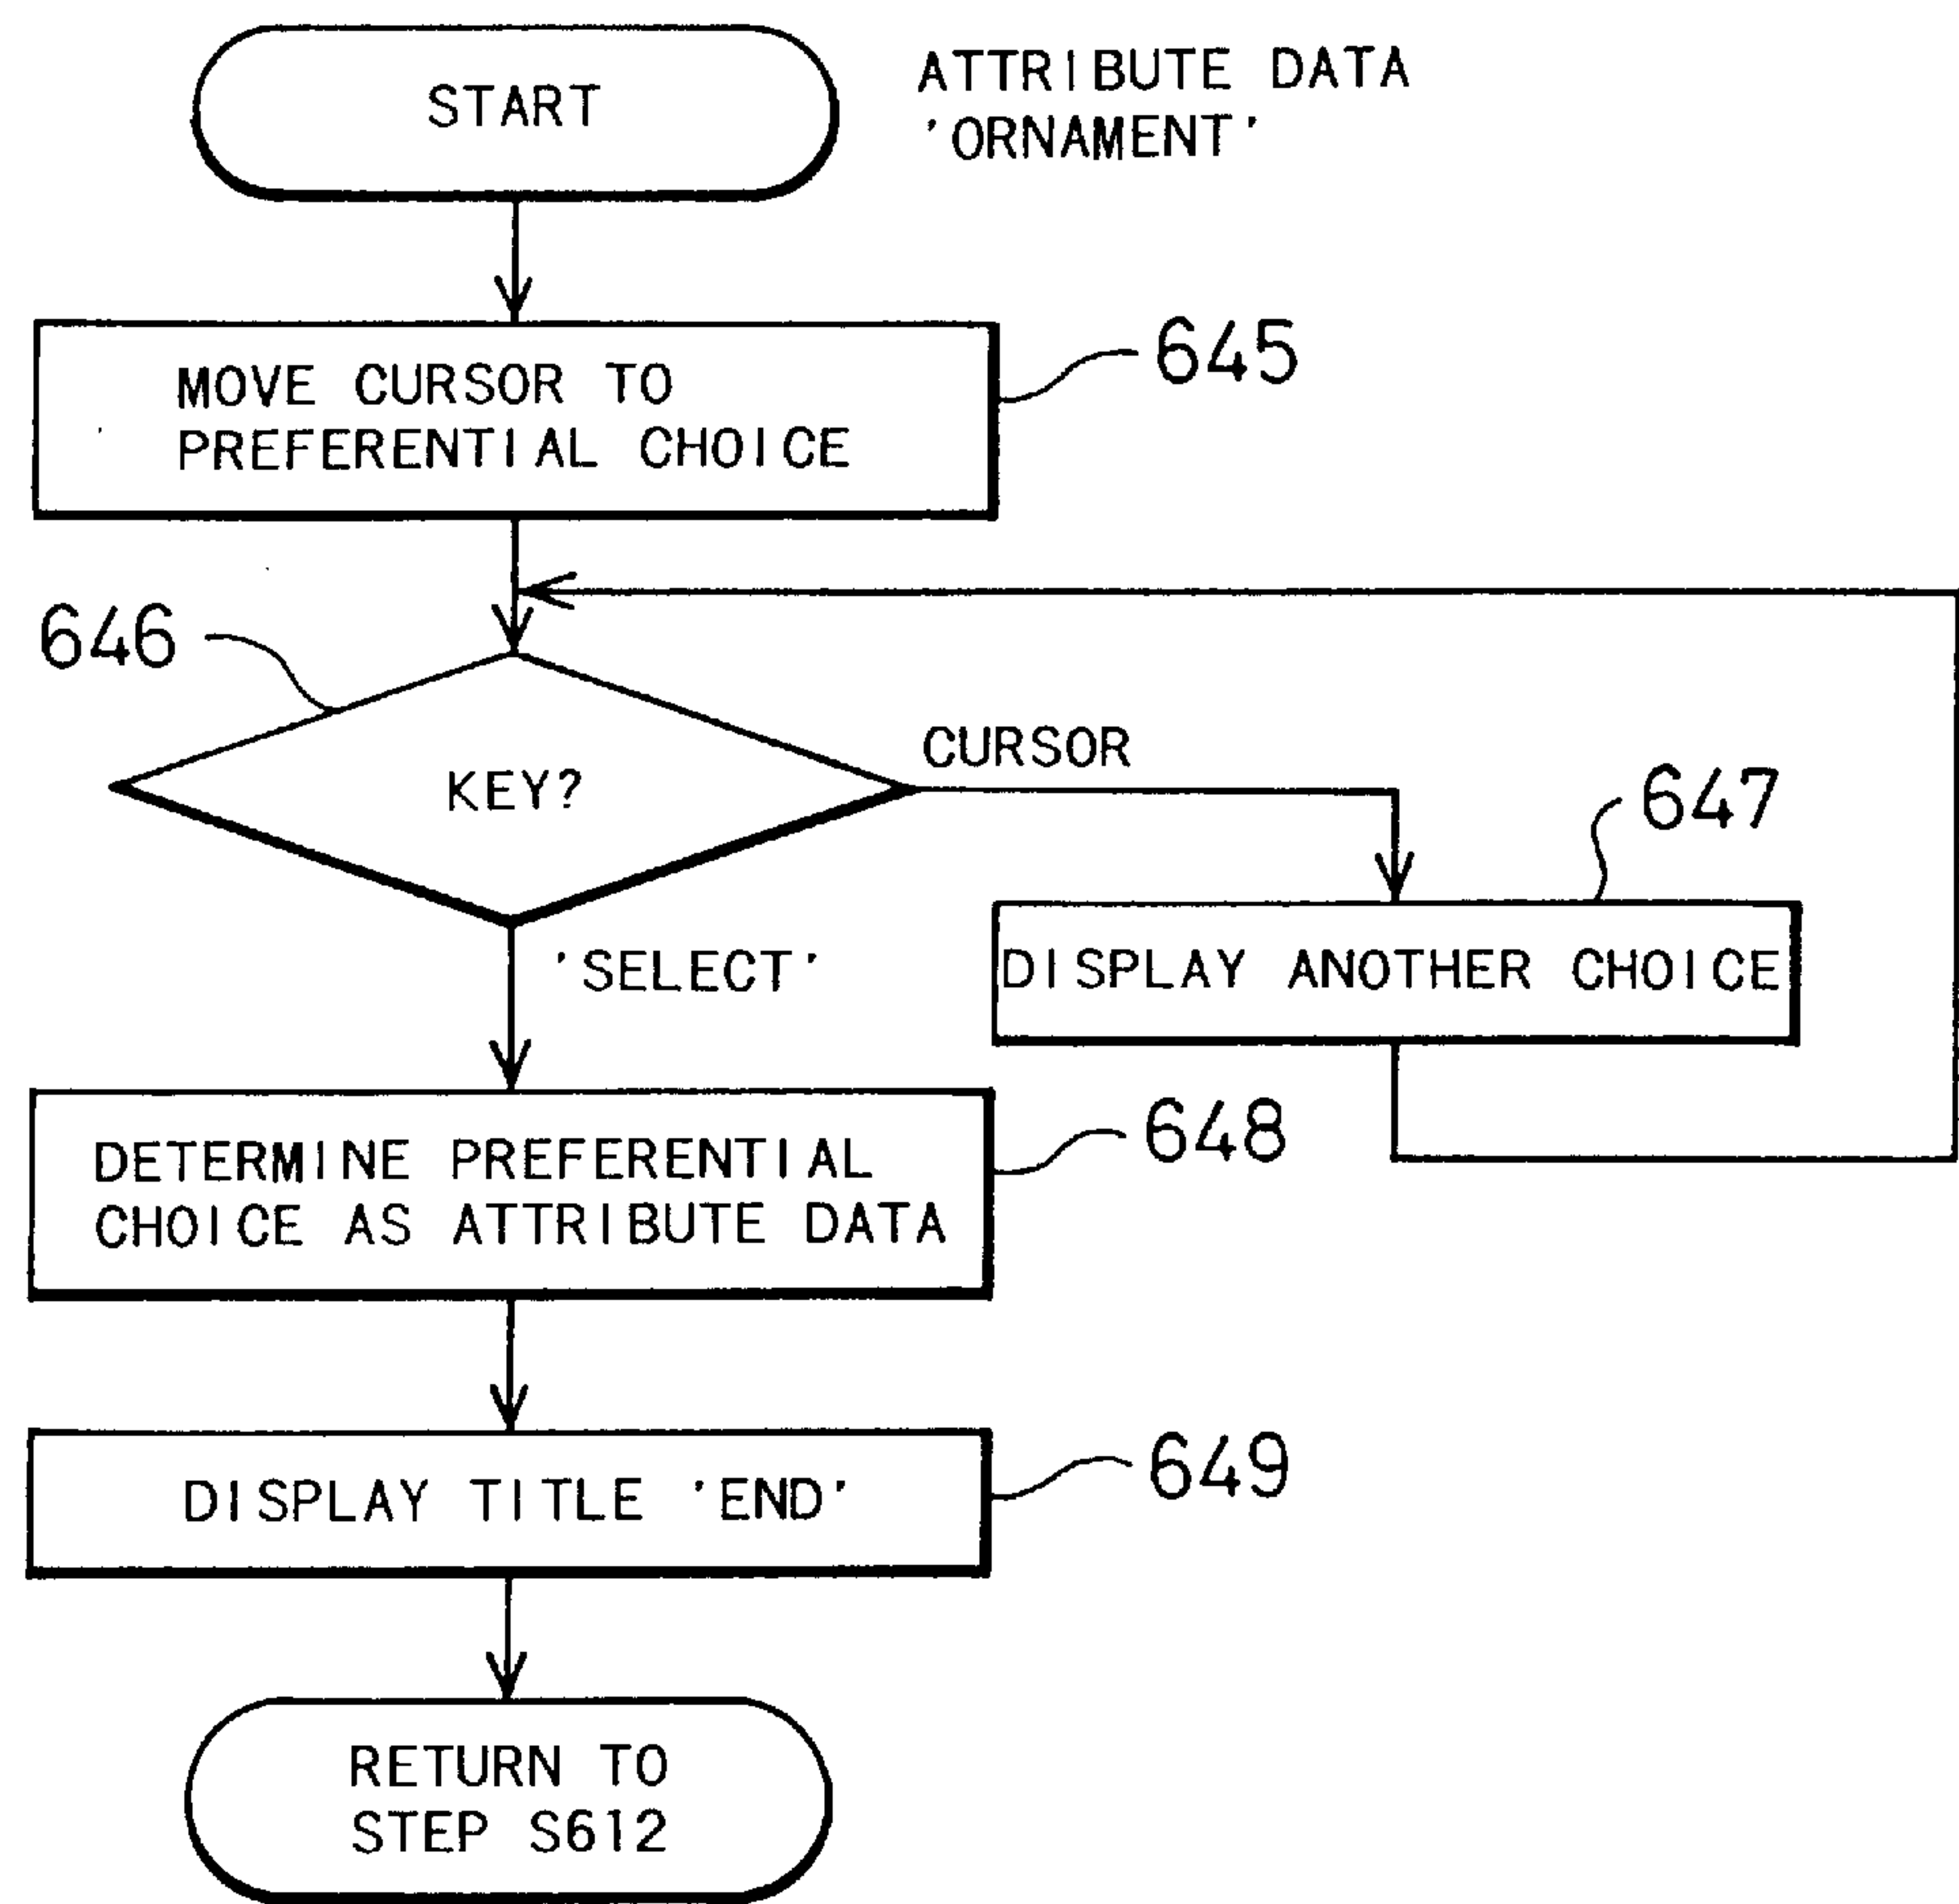 START
ATTRIBUTE DATA
'ORNAMENT'
MOVE CURSOR TO
PREFERENTIAL CHOICE
645
646
KEY?
CURSOR
647
'SELECT'
DISPLAY ANOTHER CHOICE
DETERMINE PREFERENTIAL
CHOICE AS ATTRIBUTE DATA
648
DISPLAY TITLE 'END'
649
RETURN TO
STEP S612